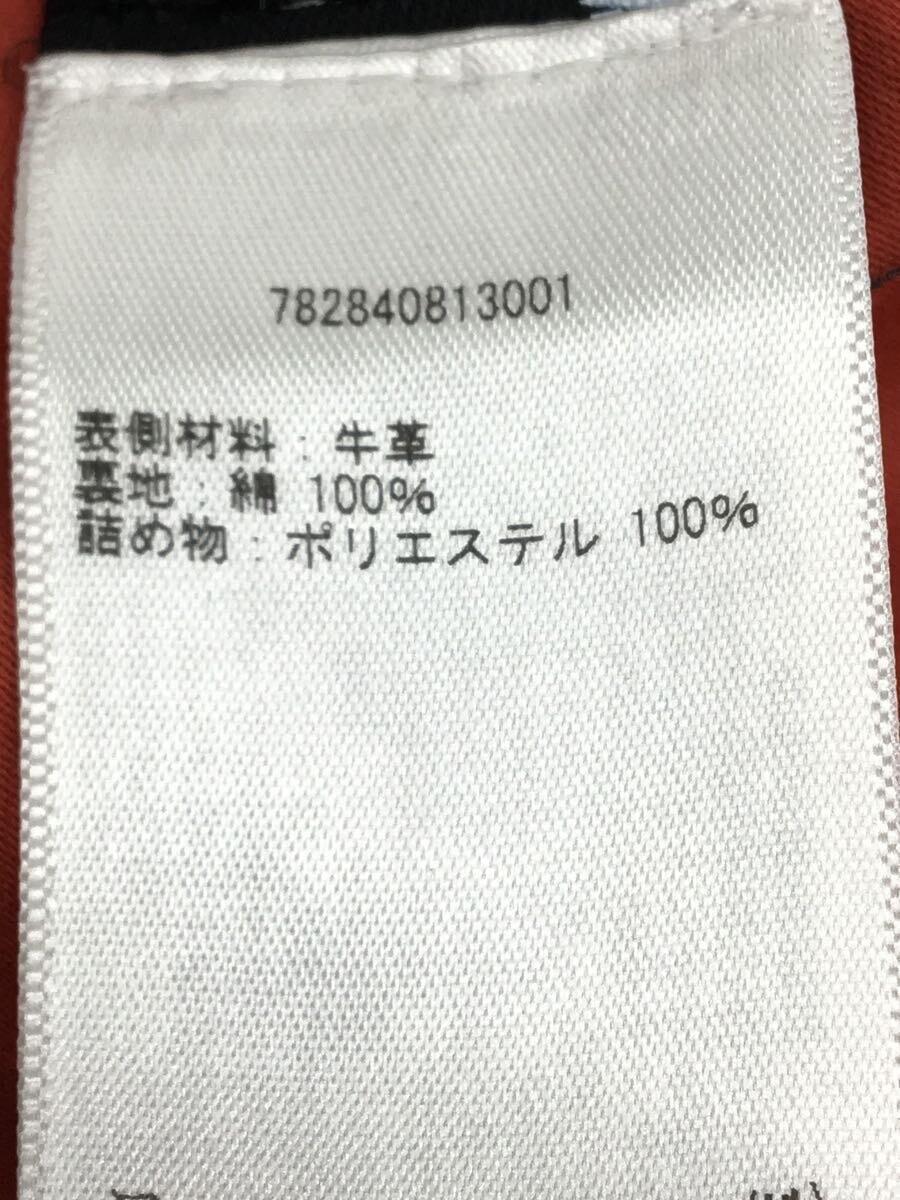 782840813001
表側材料：牛革
裏地：綿 100%
詰め物：ポリエステル 100%